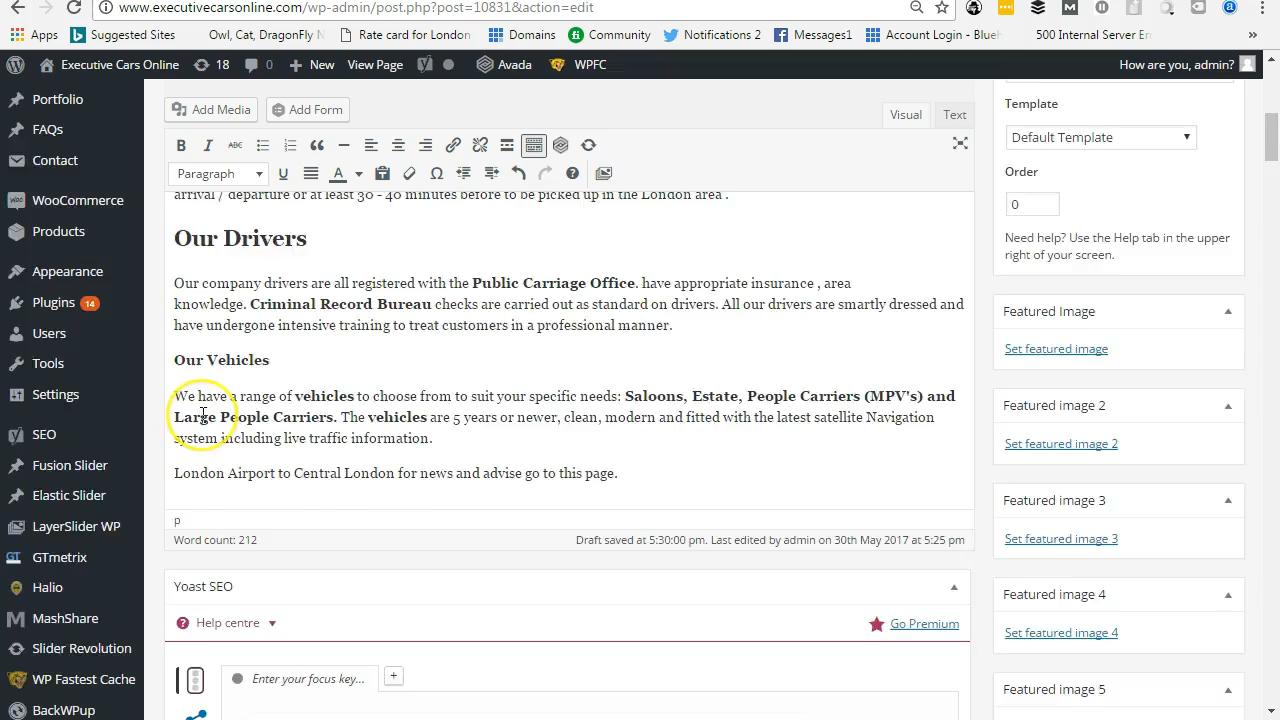 www.executivecarsonline.com/wp-admin/post.php?post=10831&action=edit
Apps Suggested Sites Owl, Cat, DragonFly N Rate card for London Domains Community Notifications 2 Messages1 Account Login - Blueh 500 Internal Server Er »
Executive Cars Online 18 0 New View Page Avada WPFC How are you, admin?
Portfolio
FAQs
Contact
WooCommerce
Products
Appearance
Plugins 14
Users
Tools
Settings
SEO
Fusion Slider
Elastic Slider
LayerSlider WP
GTmetrix
Halio
MashShare
Slider Revolution
WP Fastest Cache
BackWPup
Add Media Add Form
Visual Text
Paragraph
arrival / departure or at least 30 - 40 minutes before to be picked up in the London area .
Our Drivers
Our company drivers are all registered with the Public Carriage Office. have appropriate insurance , area
knowledge. Criminal Record Bureau checks are carried out as standard on drivers. All our drivers are smartly dressed and
have undergone intensive training to treat customers in a professional manner.
Our Vehicles
We have a range of vehicles to choose from to suit your specific needs: Saloons, Estate, People Carriers (MPV's) and
Large People Carriers. The vehicles are 5 years or newer, clean, modern and fitted with the latest satellite Navigation
system including live traffic information.
London Airport to Central London for news and advise go to this page.
p
Word count: 212 Draft saved at 5:30:00 pm. Last edited by admin on 30th May 2017 at 5:25 pm
Yoast SEO
Help centre Go Premium
Enter your focus key... +
Template
Default Template
Order
0
Need help? Use the Help tab in the upper
right of your screen.
Featured Image
Set featured image
Featured image 2
Set featured image 2
Featured image 3
Set featured image 3
Featured image 4
Set featured image 4
Featured image 5